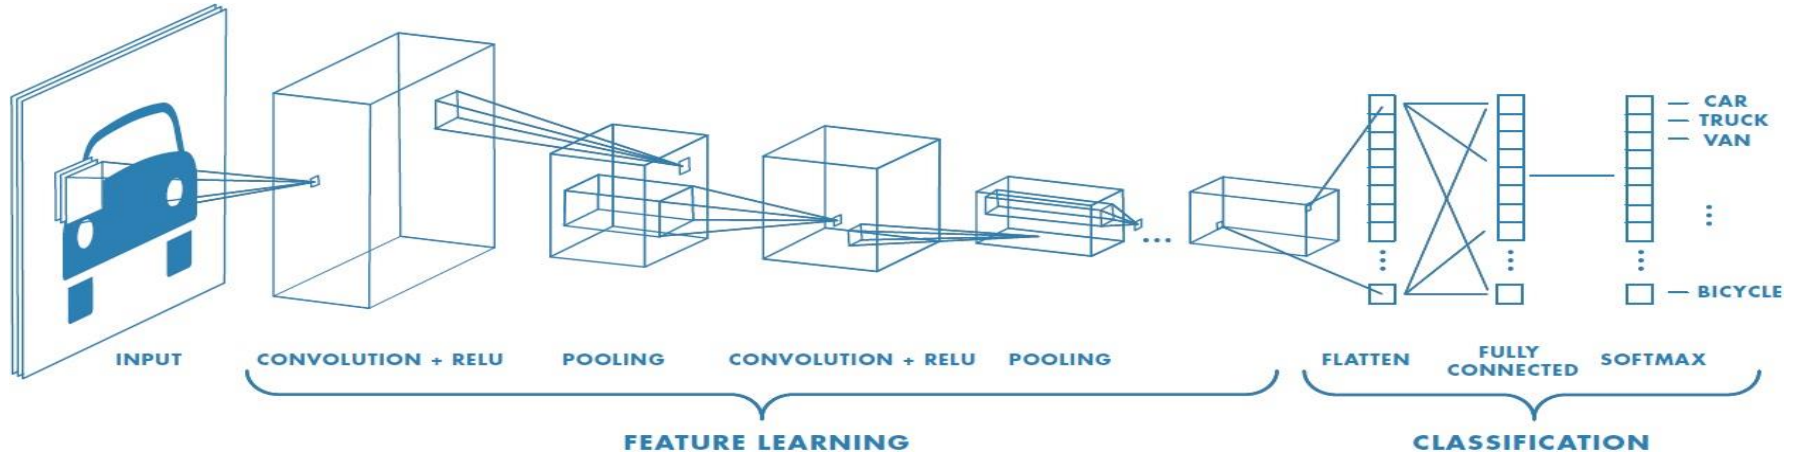 CAR
TRUCK
VAN
BICYCLE
INPUT
CONVOLUTION + RELU
POOLING
CONVOLUTION + RELU
POOLING
FLATTEN
FULLY
CONNECTED
SOFTMAX
FEATURE LEARNING
CLASSIFICATION